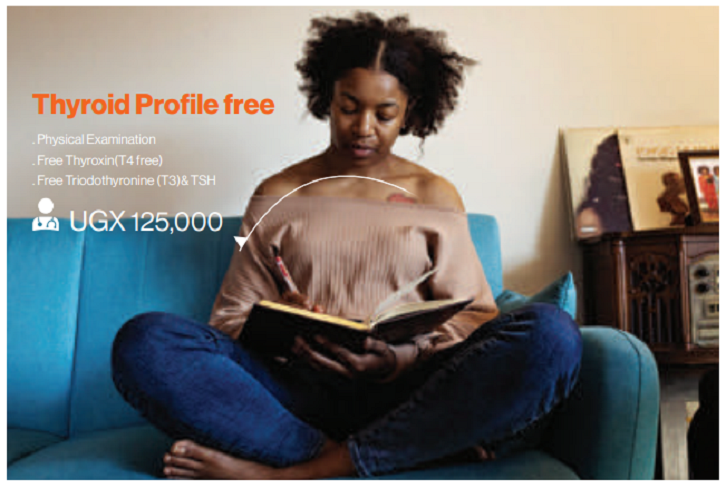 Thyroid Profile free
. Physical Examination
. Free Thyroxin(T4 free)
. Free Triodothyronine (T3)& TSH
UGX 125,000